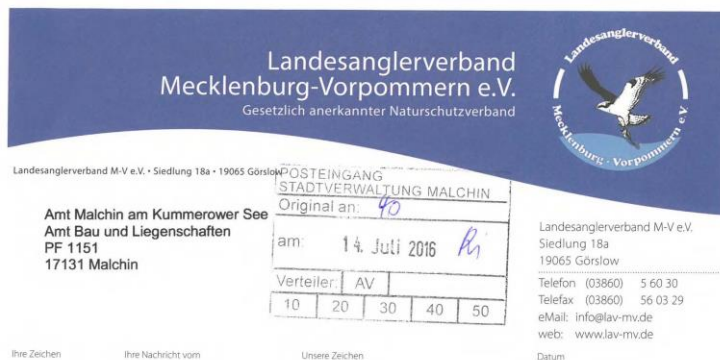 Landesanglerverband
Mecklenburg-Vorpommern e.V.
Gesetzlich anerkannter Naturschutzverband
Landesanglerverband
Mecklenburg-Vorpommern e.V.
Landesanglerverband M-V e.V. • Siedlung 18a • 19065 Görslow
POSTEINGANG
STADTVERWALTUNG MALCHIN
Original an: 40
am: 14. Juli 2016
Verteiler: AV
10 20 30 40 50
Amt Malchin am Kummerower See
Amt Bau und Liegenschaften
PF 1151
17131 Malchin
Landesanglerverband M-V e.V.
Siedlung 18a
19065 Görslow
Telefon (03860) 5 60 30
Telefax (03860) 56 03 29
eMail: info@lav-mv.de
web: www.lav-mv.de
Ihre Zeichen Ihre Nachricht vom Unsere Zeichen Datum